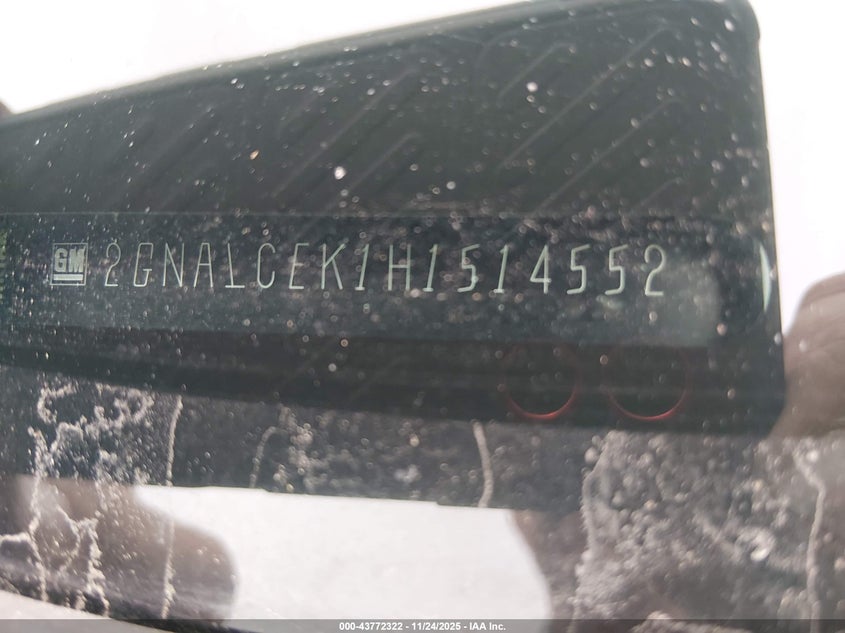 GM 2GNALCEK1H1514552
000-43772322 - 11/24/2025 - IAA Inc.